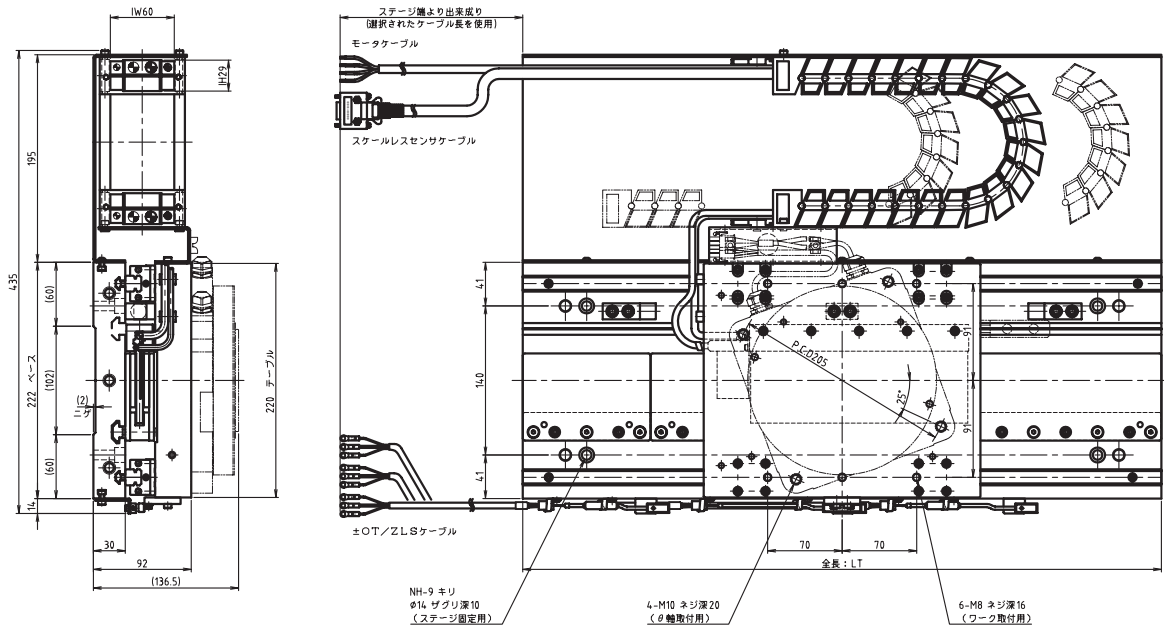 IW60
ステージ端より出来成り
(選択されたケーブル長を使用)
モータケーブル
IH29
スケールレスセンサケーブル
195
435
(60)
222 ベース
(102)
(2)
ニゲ
(60)
14
220 テーブル
30
92
(136.5)
41
140
41
P.C.D205
25°
91
91
±OT/ZLSケーブル
70
70
全長：LT
NH-9 キリ
φ14 ザグリ深10
(ステージ固定用)
4-M10 ネジ深20
(θ軸取付用)
6-M8 ネジ深16
(ワーク取付用)